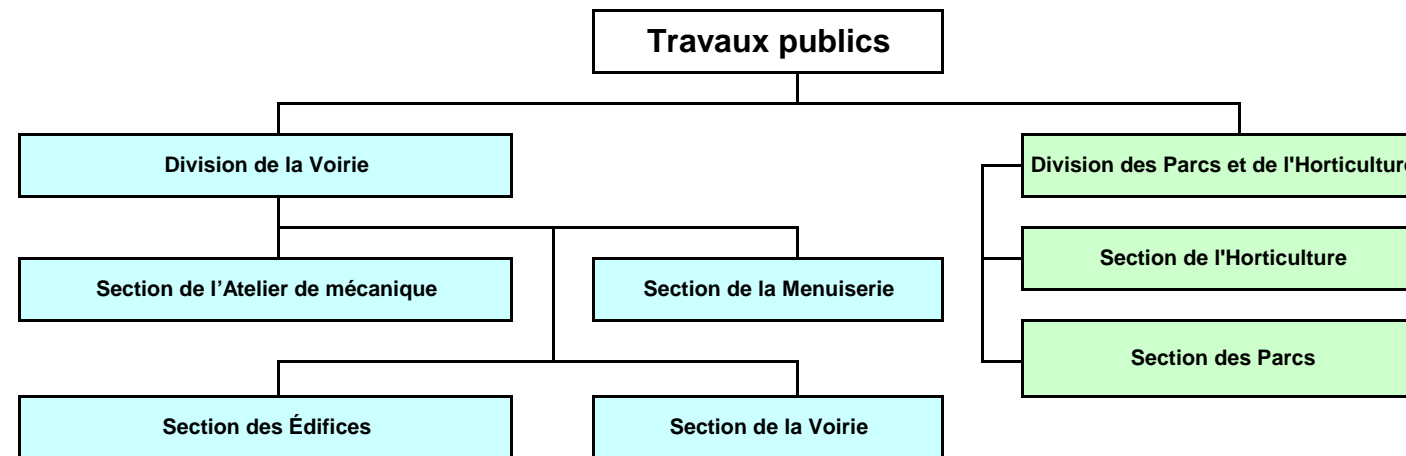 Travaux publics
Division de la Voirie
Division des Parcs et de l'Horticulture
Section de l’Atelier de mécanique
Section de la Menuiserie
Section de l'Horticulture
Section des Parcs
Section des Édifices
Section de la Voirie